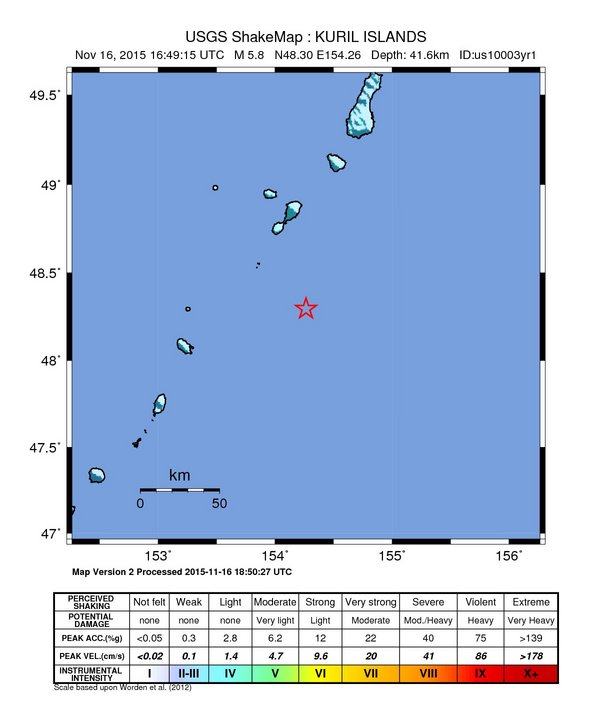 USGS ShakeMap : KURIL ISLANDS
Nov 16, 2015 16:49:15 UTC M 5.8 N48.30 E154.26 Depth: 41.6km ID:us10003yr1
49.5°
49°
48.5°
48°
47.5°
47°
km
0 50
153° 154° 155° 156°
Map Version 2 Processed 2015-11-16 18:50:27 UTC
PERCEIVED SHAKING Not felt Weak Light Moderate Strong Very strong Severe Violent Extreme
POTENTIAL DAMAGE none none none Very light Light Moderate Mod./Heavy Heavy Very Heavy
PEAK ACC.(%g) <0.05 0.3 2.8 6.2 12 22 40 75 >139
PEAK VEL.(cm/s) <0.02 0.1 1.4 4.7 9.6 20 41 86 >178
INSTRUMENTAL INTENSITY I II-III IV V VI VII VIII IX X+
Scale based upon Worden et al. (2012)